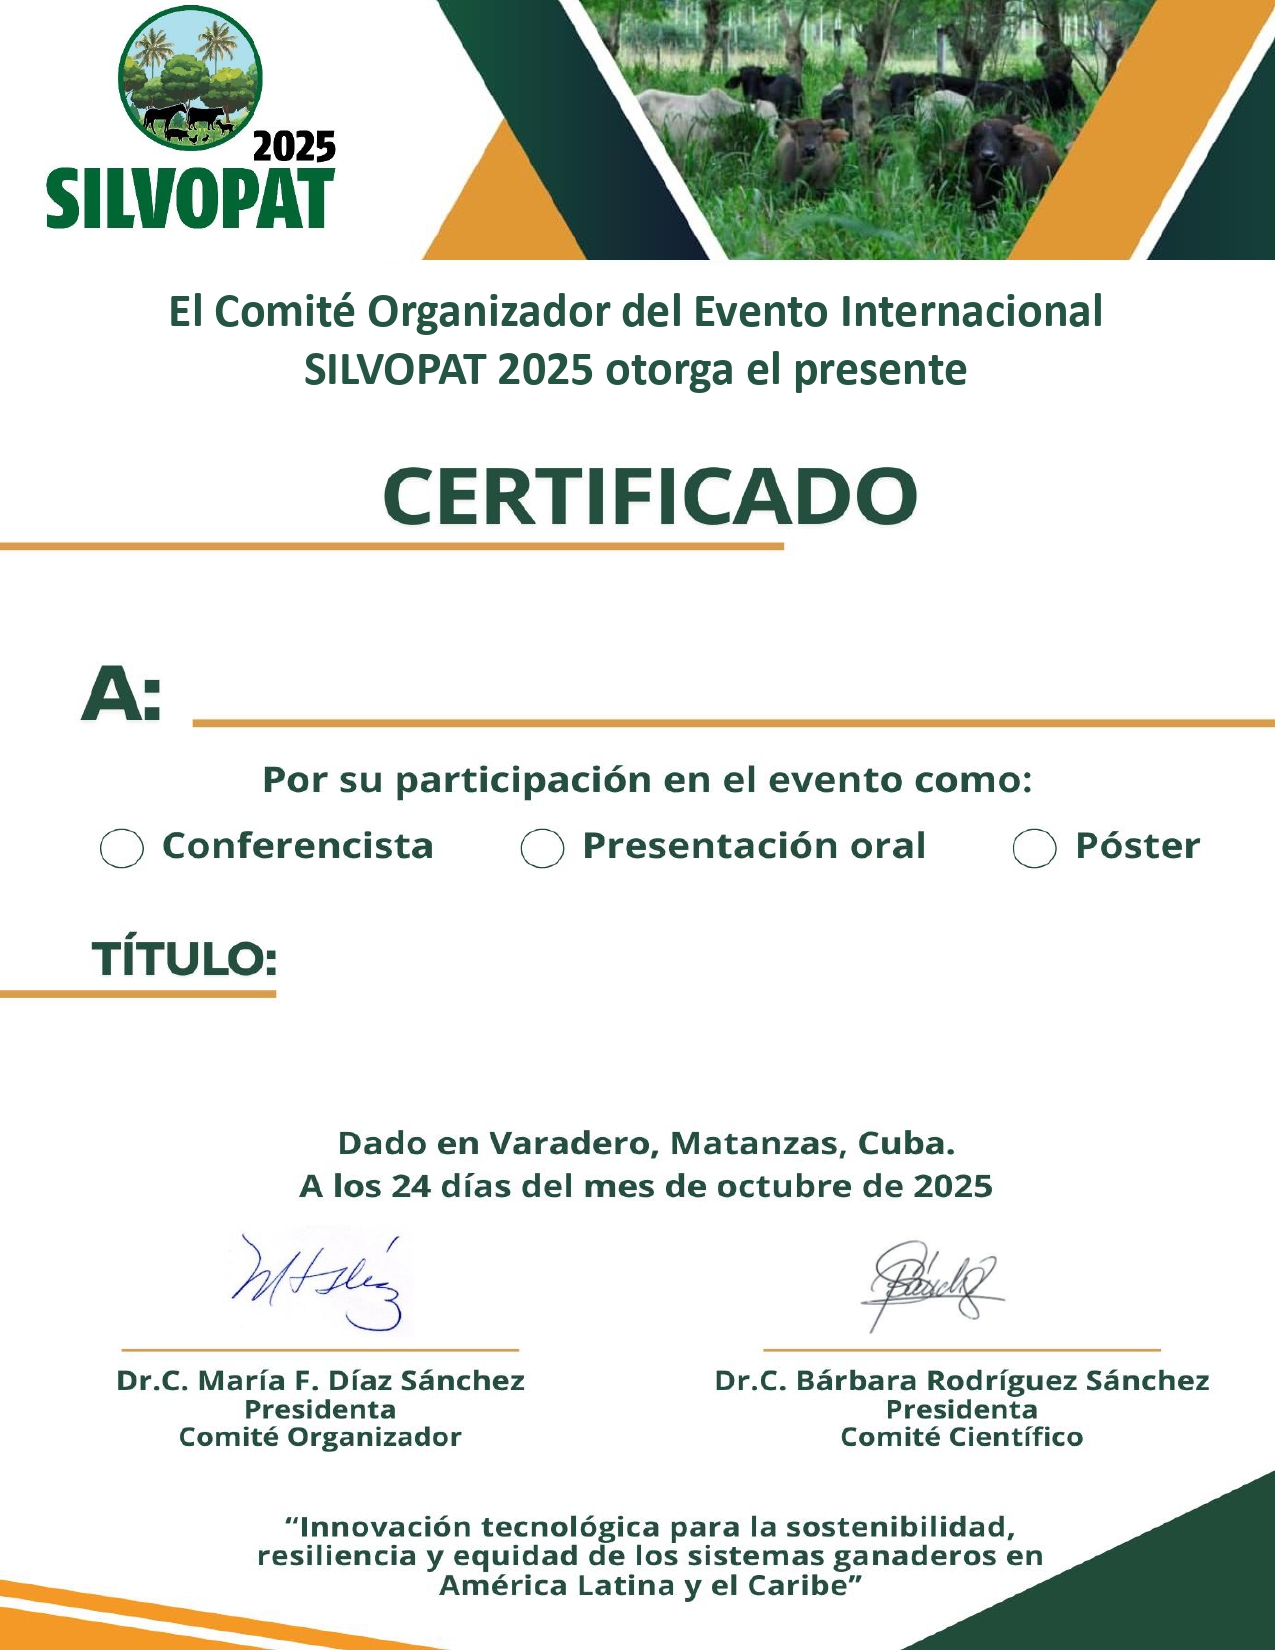 2025
SILVOPAT
El Comité Organizador del Evento Internacional
SILVOPAT 2025 otorga el presente
CERTIFICADO
A:
Por su participación en el evento como:
Conferencista Presentación oral Póster
TÍTULO:
Dado en Varadero, Matanzas, Cuba.
A los 24 días del mes de octubre de 2025
Dr.C. María F. Díaz Sánchez
Presidenta
Comité Organizador
Dr.C. Bárbara Rodríguez Sánchez
Presidenta
Comité Científico
“Innovación tecnológica para la sostenibilidad,
resiliencia y equidad de los sistemas ganaderos en
América Latina y el Caribe”